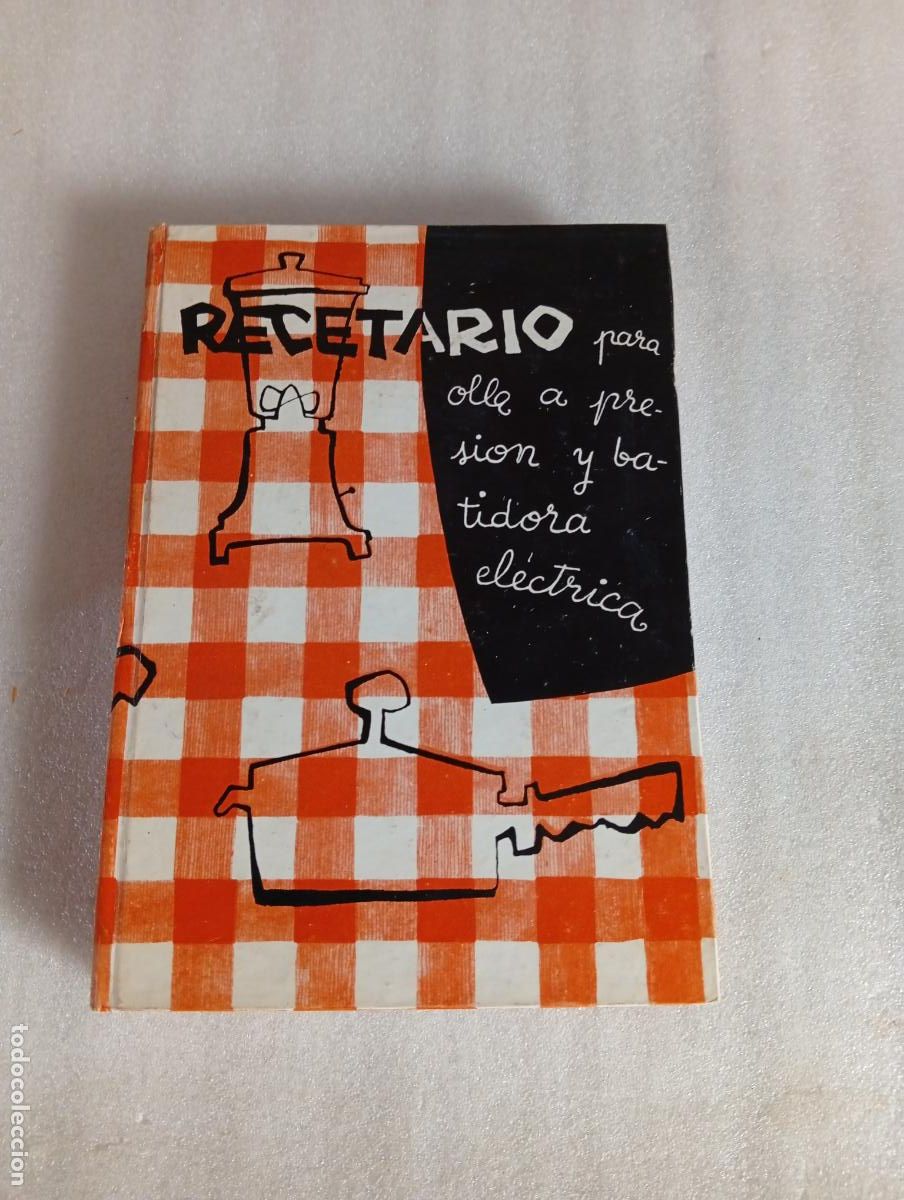 RECETARIO para
olla a pre-
sion y ba-
tidora
eléctrica
todocoleccion